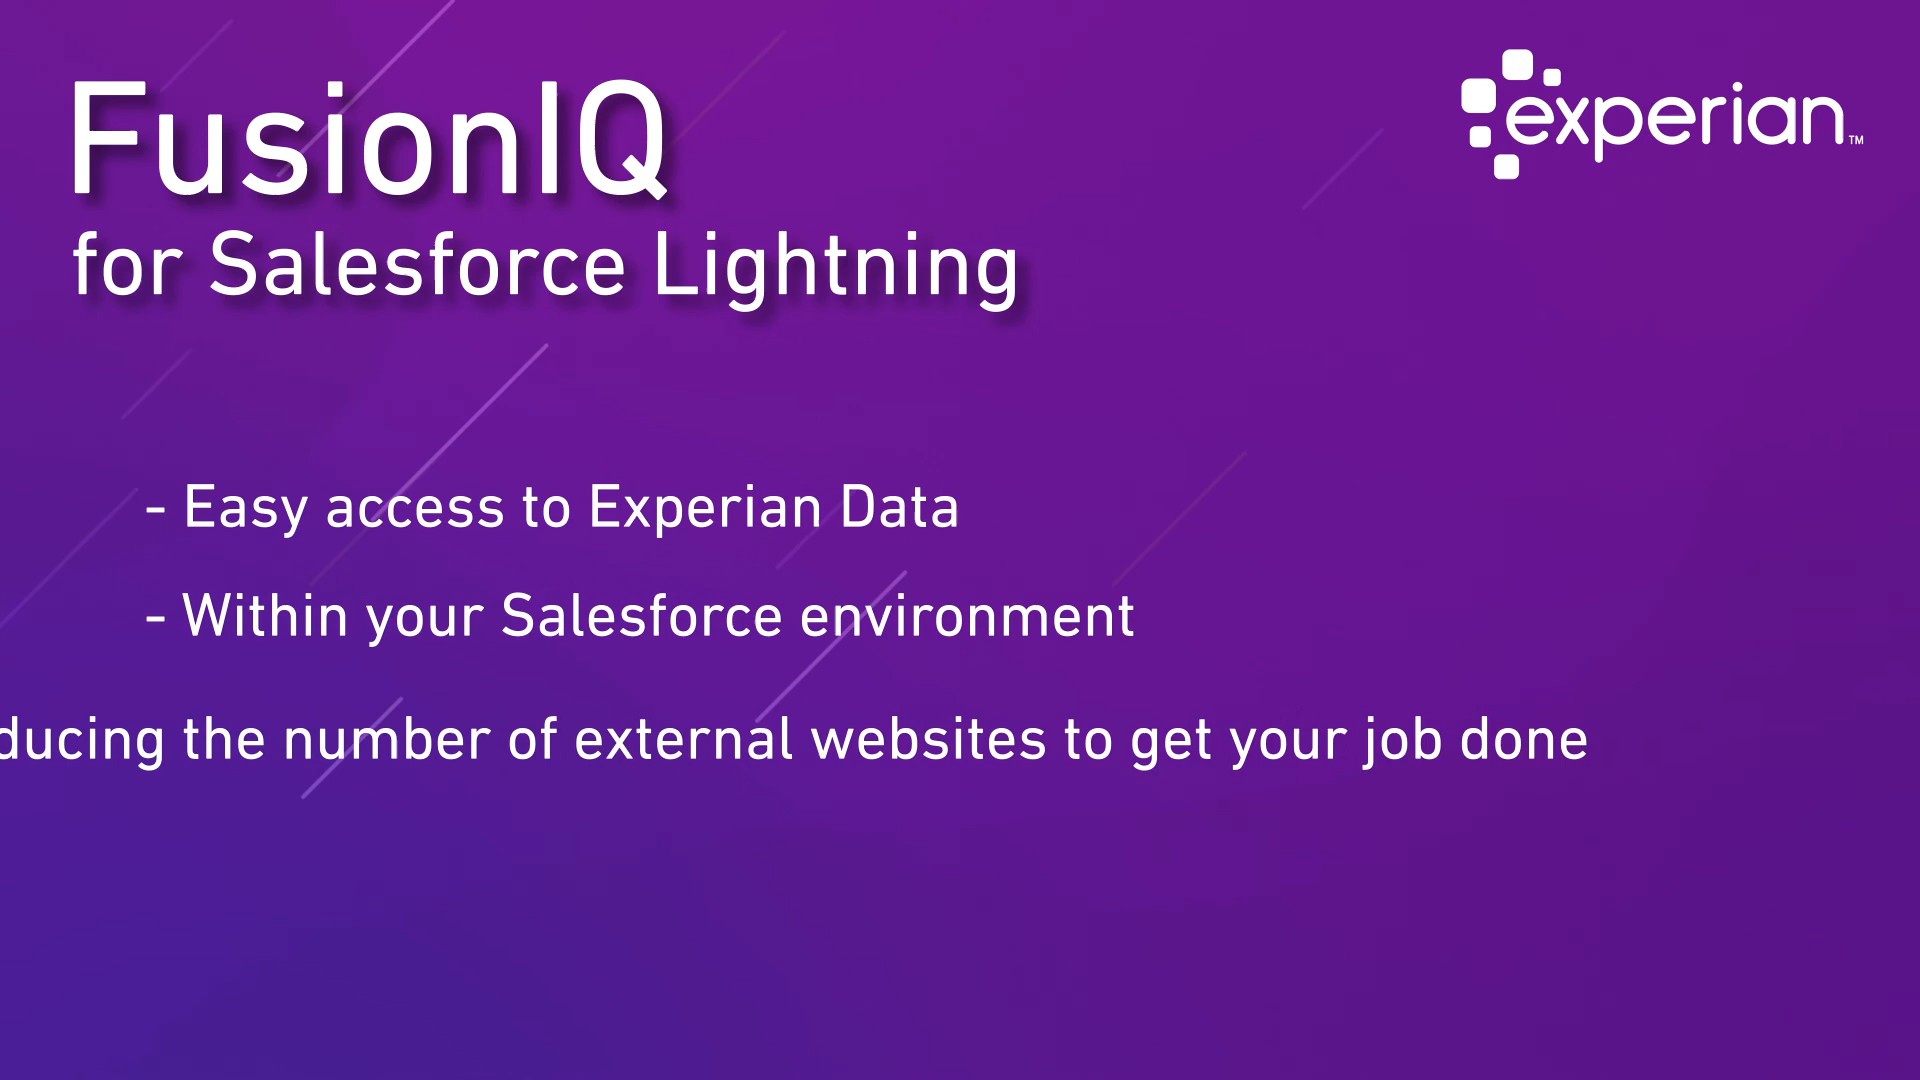 FusionIQ
experian™
for Salesforce Lightning
- Easy access to Experian Data
- Within your Salesforce environment
ducing the number of external websites to get your job done